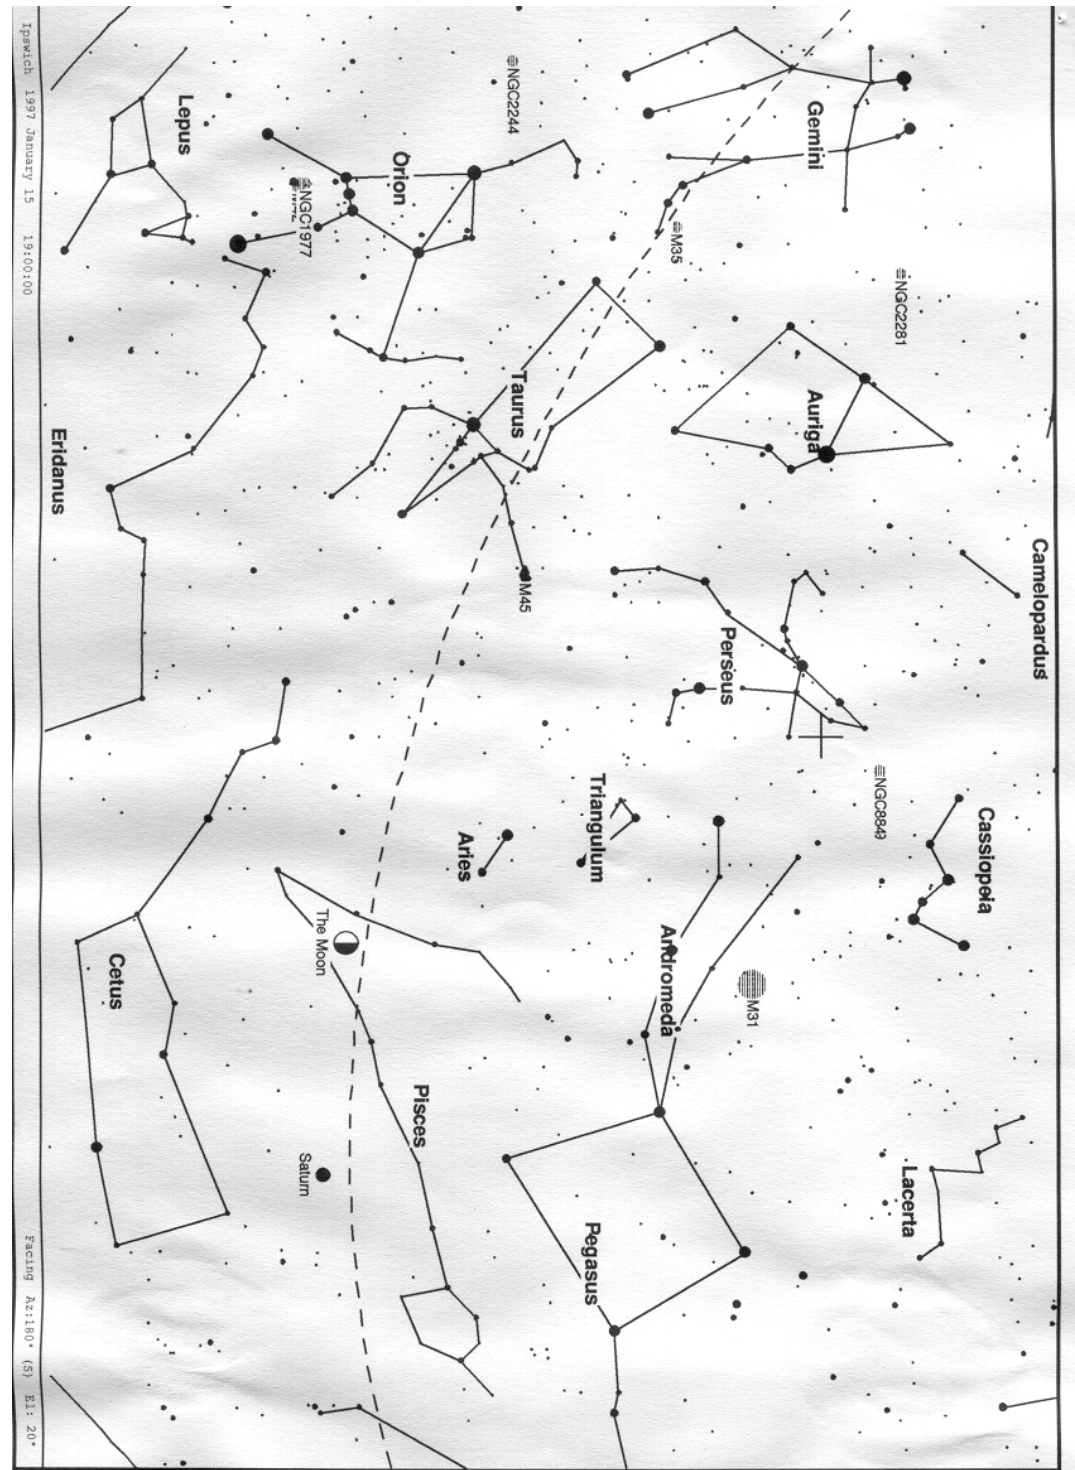 Camelopardus
Cassiopeia
Lacerta
NGC2281
NGC8849
Gemini
Auriga
Perseus
M31
M35
Triangulum
Andromeda
Pegasus
NGC2244
Taurus
M45
Aries
Orion
Pisces
NGC1977
The Moon
Saturn
Lepus
Cetus
Eridanus
Ipswich 1997 January 15 19:00:00
Facing Az:180° (S) El: 20°